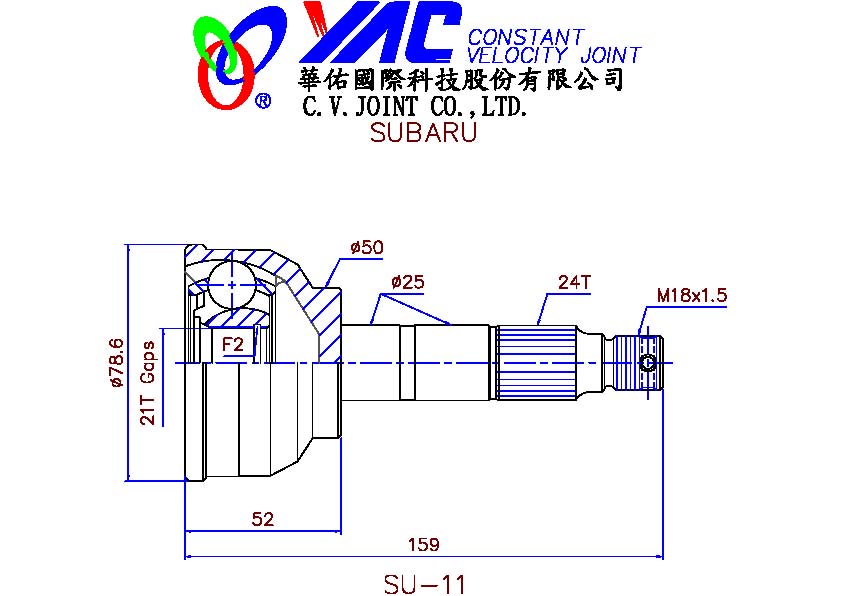 YAC CONSTANT
VELOCITY JOINT
®
華佑國際科技股份有限公司
C.V.JOINT CO.,LTD.
SUBARU
ø50
ø25
24T
M18x1.5
F2
ø78.6
21T Gaps
52
159
SU-11